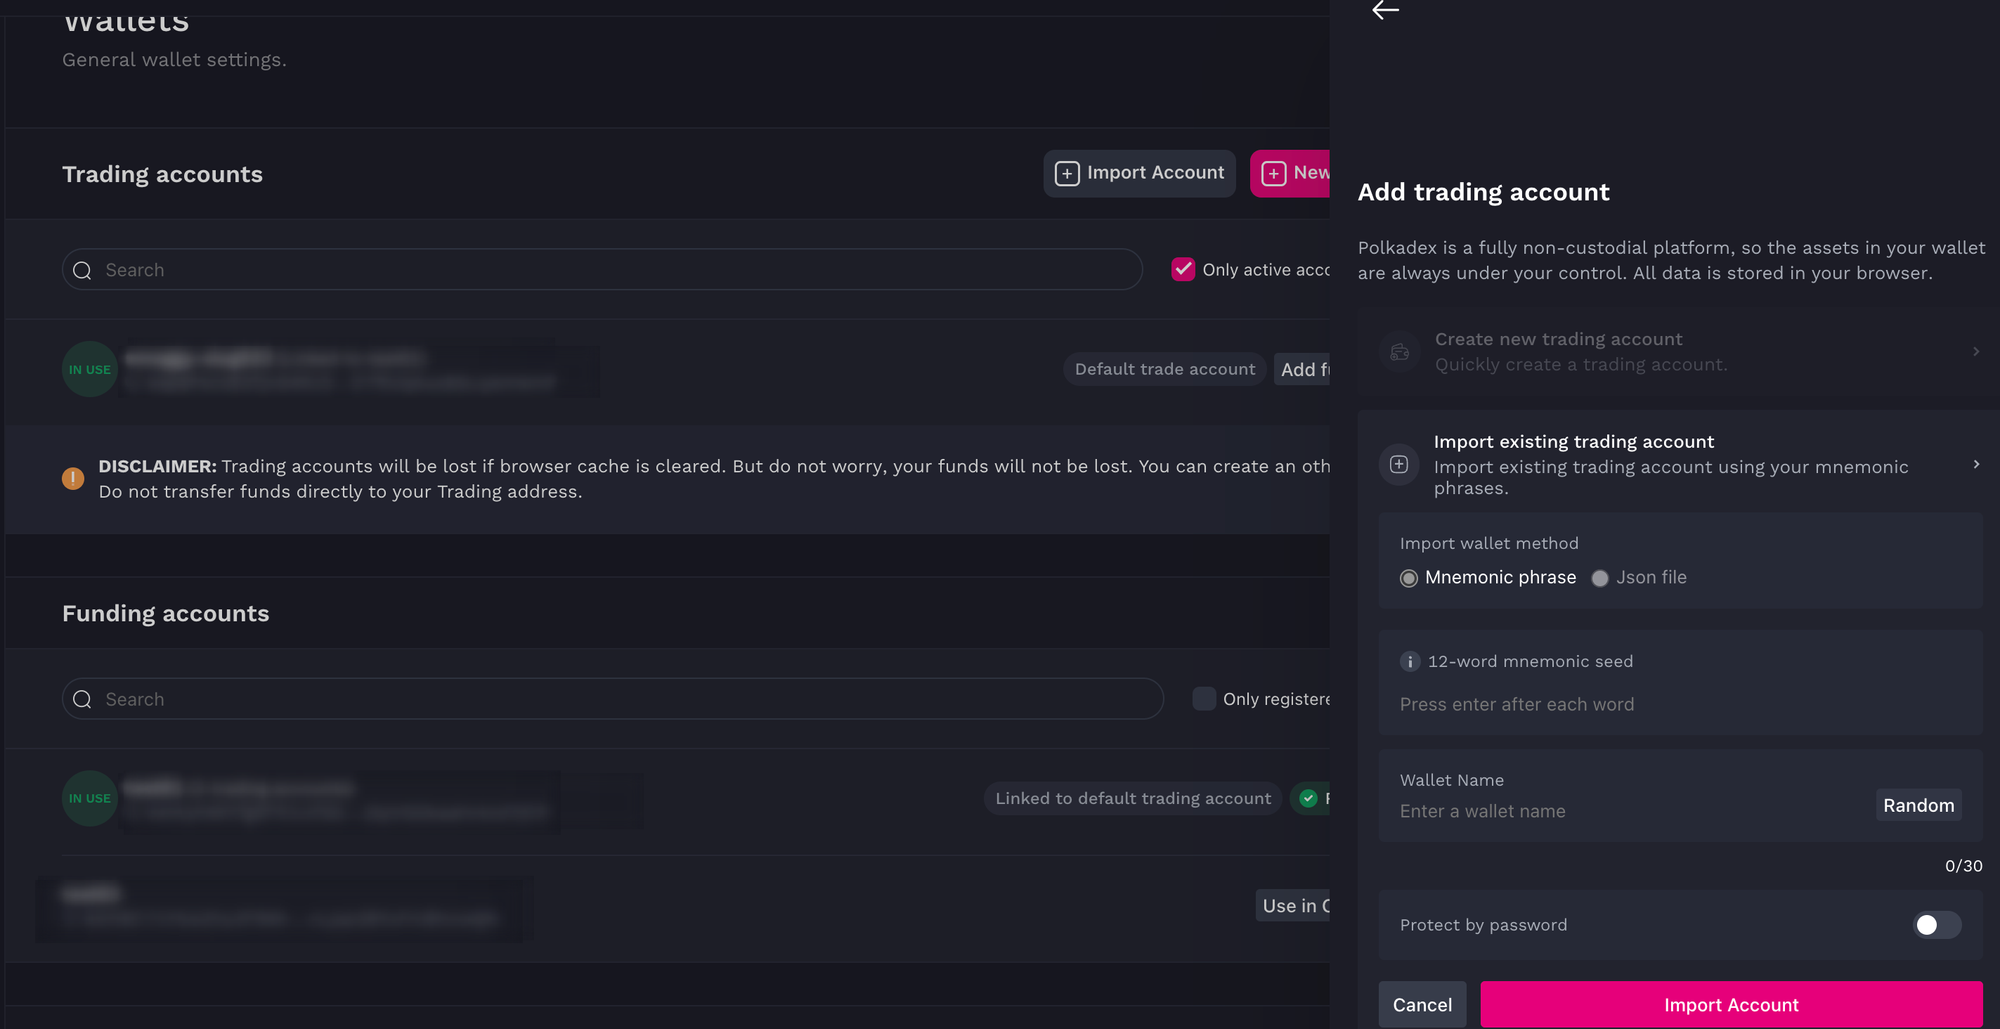 Wallets
General wallet settings.
Trading accounts
Import Account
New
Search
Only active acco
IN USE
Default trade account
Add f
DISCLAIMER: Trading accounts will be lost if browser cache is cleared. But do not worry, your funds will not be lost. You can create an oth
Do not transfer funds directly to your Trading address.
Funding accounts
Search
Only registere
IN USE
Linked to default trading account
Use in
Add trading account
Polkadex is a fully non-custodial platform, so the assets in your wallet
are always under your control. All data is stored in your browser.
Create new trading account
Quickly create a trading account.
Import existing trading account
Import existing trading account using your mnemonic
phrases.
Import wallet method
Mnemonic phrase
Json file
12-word mnemonic seed
Press enter after each word
Wallet Name
Enter a wallet name
Random
0/30
Protect by password
Cancel
Import Account